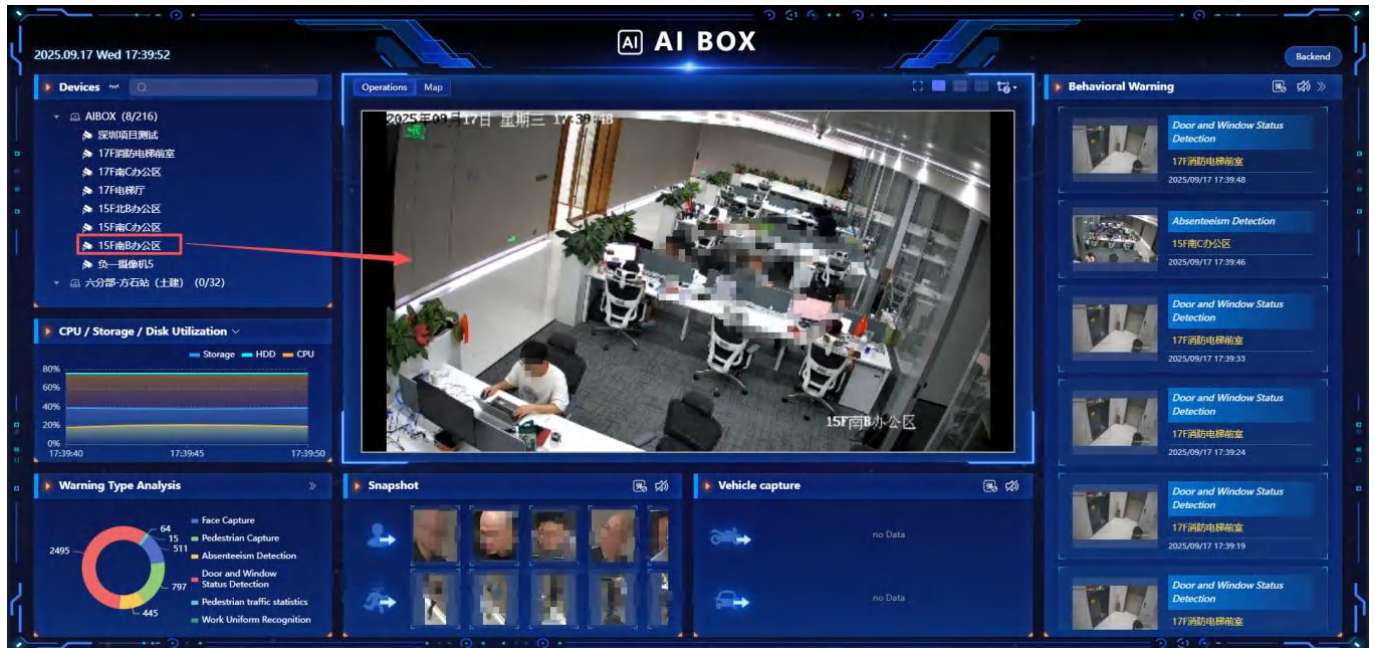 AI AI BOX
2025.09.17 Wed 17:39:52
Backend
Devices
AIBOX (8/216)
深圳项目测试
17F消防电梯前室
17F南C办公区
17F电梯厅
15F北B办公区
15F南C办公区
15F南B办公区
负一摄像机5
六分部-方石站 (土建) (0/32)
CPU / Storage / Disk Utilization
Storage HDD CPU
80%
60%
40%
20%
0%
17:39:40 17:39:45 17:39:50
Warning Type Analysis
64
15
511
2495
797
445
Face Capture
Pedestrian Capture
Absenteeism Detection
Door and Window
Status Detection
Pedestrian traffic statistics
Work Uniform Recognition
Operations Map
2025年09月17日 星期三 17:39:48
15F南B办公区
Snapshot
Vehicle capture
no Data
no Data
Behavioral Warning
Door and Window Status
Detection
17F消防电梯前室
2025/09/17 17:39:48
Absenteeism Detection
15F南C办公区
2025/09/17 17:39:46
Door and Window Status
Detection
17F消防电梯前室
2025/09/17 17:39:33
Door and Window Status
Detection
17F消防电梯前室
2025/09/17 17:39:24
Door and Window Status
Detection
17F消防电梯前室
2025/09/17 17:39:19
Door and Window Status
Detection
17F消防电梯前室